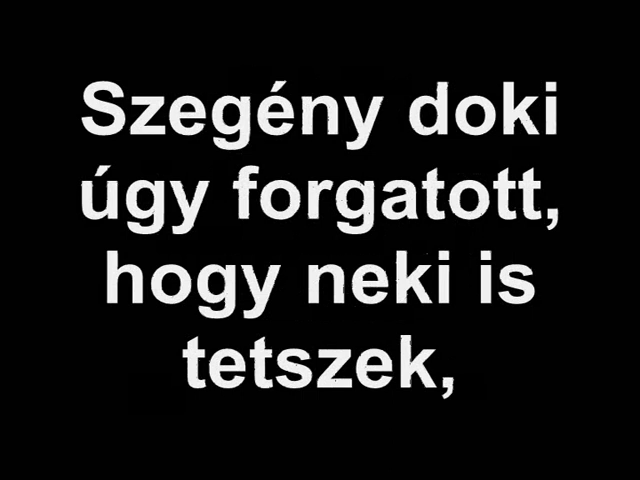 Szegény doki
úgy forgatott,
hogy neki is
tetszek,